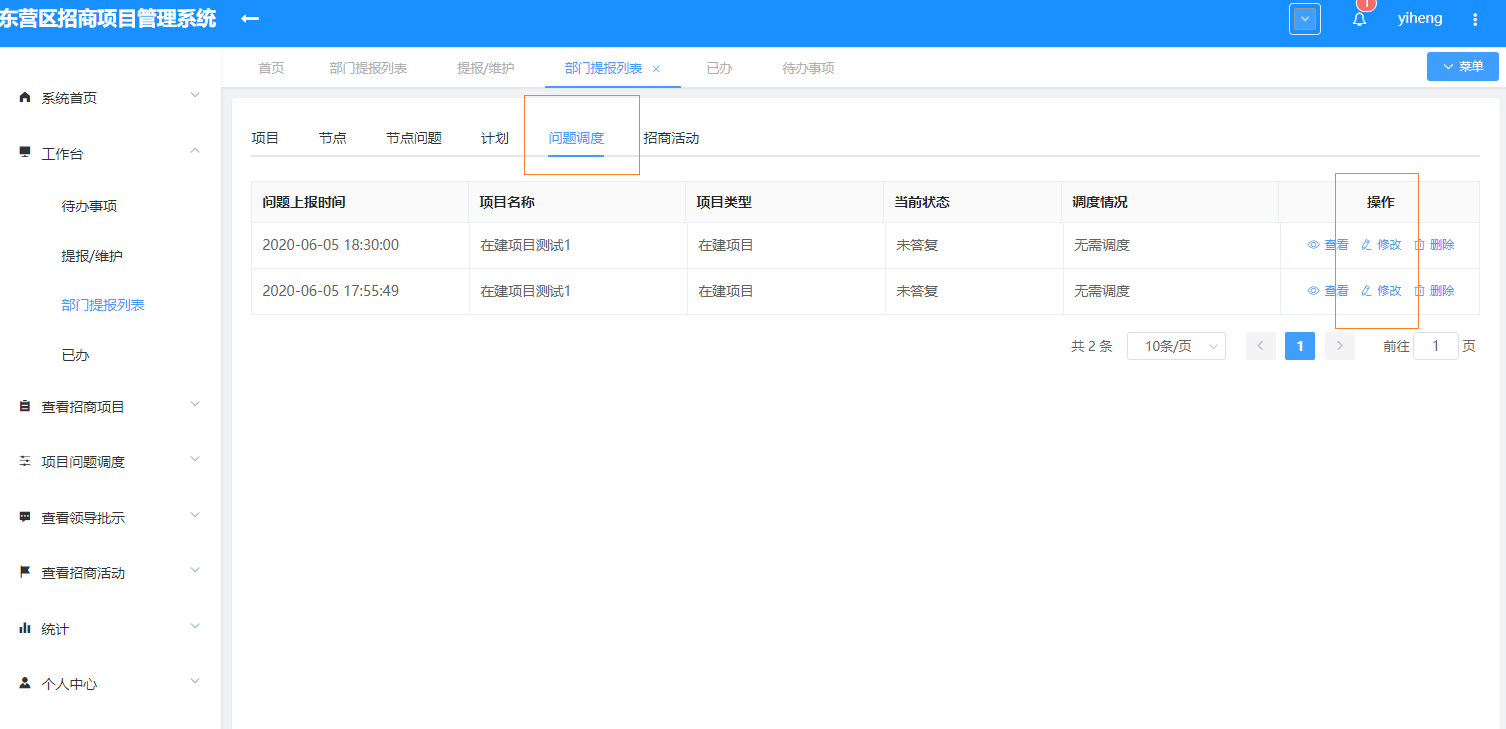 东营区招商项目管理系统
1
yiheng
首页 部门提报列表 提报/维护 部门提报列表 已办 待办事项
菜单
系统首页
工作台
待办事项
提报/维护
部门提报列表
已办
查看招商项目
项目问题调度
查看领导批示
查看招商活动
统计
个人中心
项目 节点 节点问题 计划 问题调度 招商活动
问题上报时间 项目名称 项目类型 当前状态 调度情况 操作
2020-06-05 18:30:00 在建项目测试1 在建项目 未答复 无需调度 查看 修改 删除
2020-06-05 17:55:49 在建项目测试1 在建项目 未答复 无需调度 查看 修改 删除
共 2 条 10条/页 1 前往 1 页